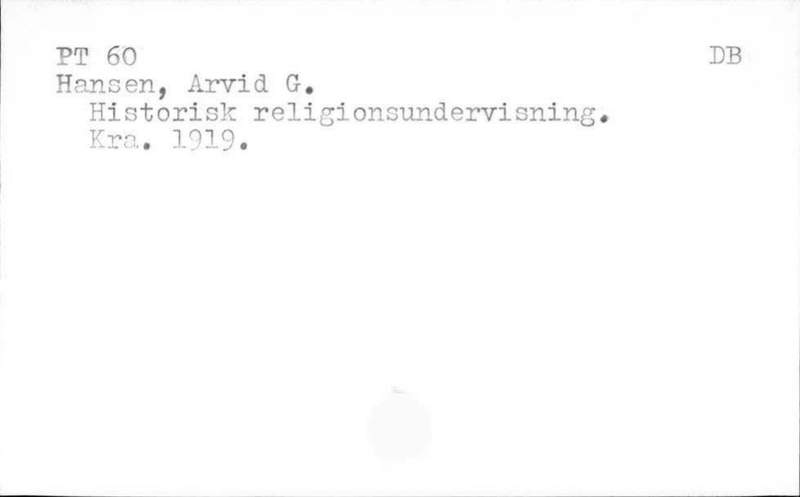 PT 60 DB
Hansen, Arvid G.
Historisk religionsundervisning.
Kra. 1919.